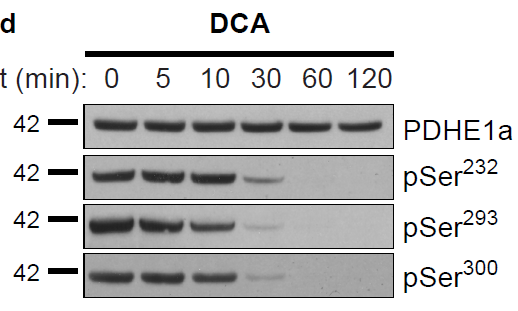 d
DCA
t (min): 0 5 10 30 60 120
42 PDHE1a
42 pSer232
42 pSer293
42 pSer300